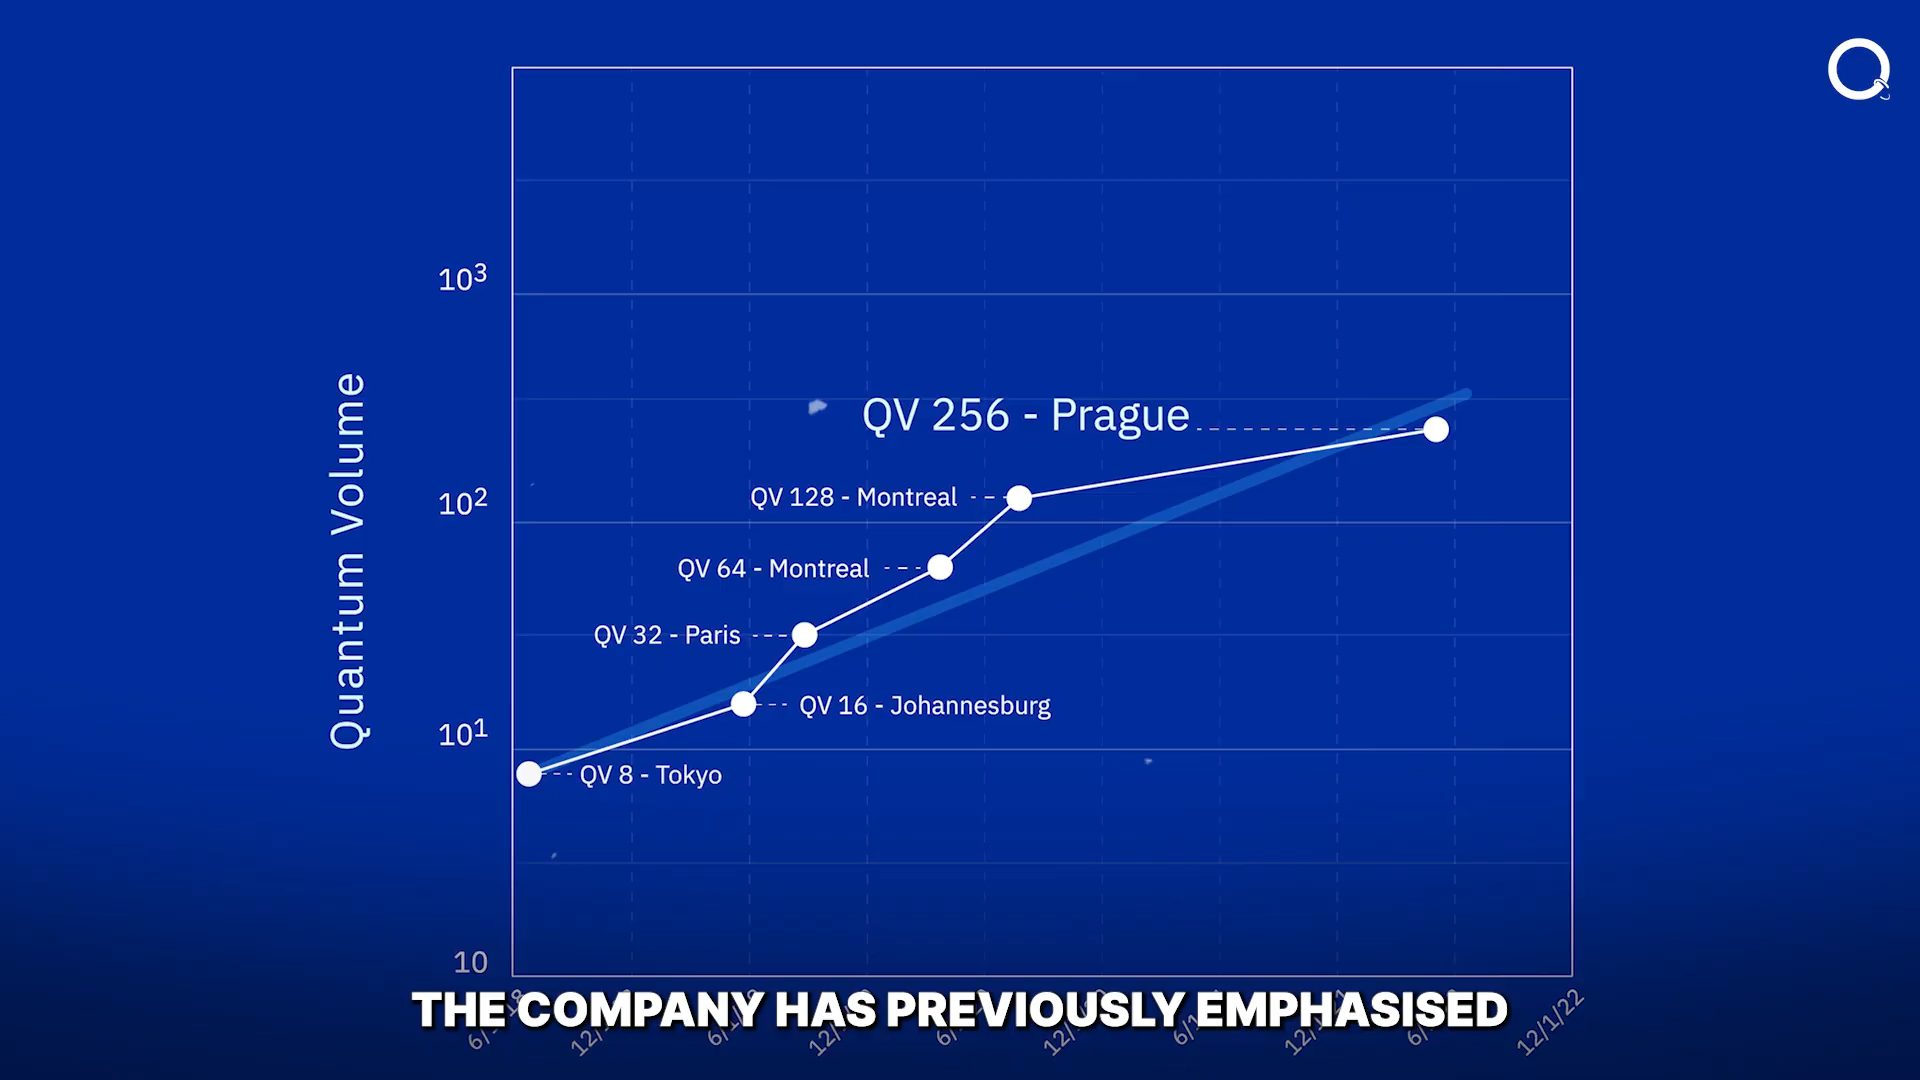 10³
QV 256 - Prague
QV 128 - Montreal
10²
QV 64 - Montreal
Quantum Volume
QV 32 - Paris
QV 16 - Johannesburg
10¹
QV 8 - Tokyo
10
THE COMPANY HAS PREVIOUSLY EMPHASISED
12/1/22